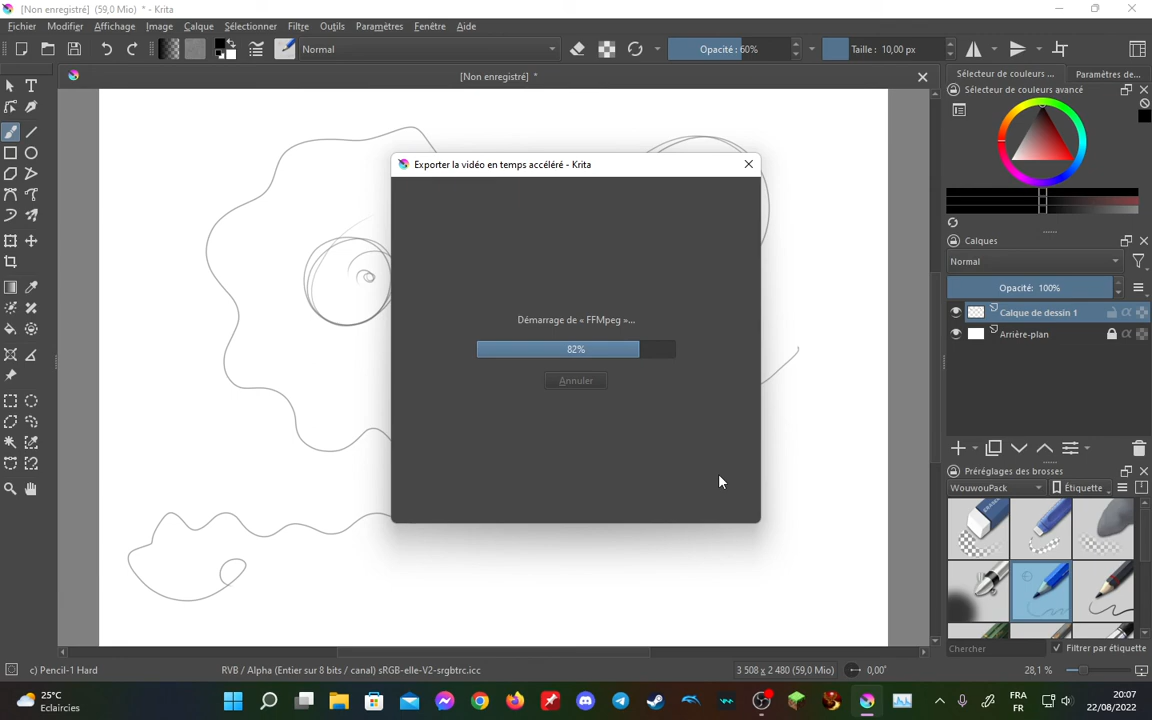 [Non enregistré] (59,0 Mio) * - Krita
Fichier Modifier Affichage Image Calque Sélectionner Filtre Outils Paramètres Fenêtre Aide
Normal Opacité : 60% Taille : 10,00 px
[Non enregistré] *
Sélecteur de couleurs ... Paramètres de...
Sélecteur de couleurs avancé
Exporter la vidéo en temps accéléré - Krita
Démarrage de « FFMpeg »...
82%
Annuler
Calques
Normal
Opacité: 100%
Calque de dessin 1
Arrière-plan
Préréglages des brosses
WouwouPack Étiquette
Chercher Filtrer par étiquette
c) Pencil-1 Hard RVB / Alpha (Entier sur 8 bits / canal) sRGB-elle-V2-srgbtrc.icc 3 508 x 2 480 (59,0 Mio) 0,00° 28,1 %
25°C
Eclaircies
FRA
FR
20:07
22/08/2022